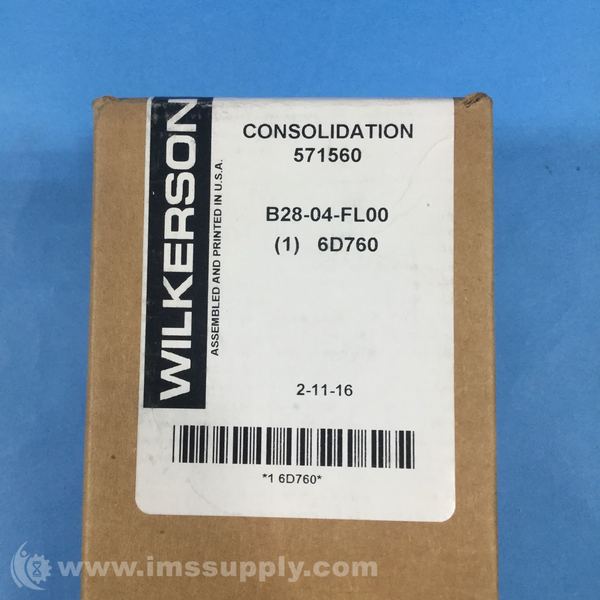 WILKERSON
ASSEMBLED AND PRINTED IN U.S.A.
CONSOLIDATION
571560
B28-04-FL00
(1) 6D760
2-11-16
*1 6D760*
www.imssupply.com